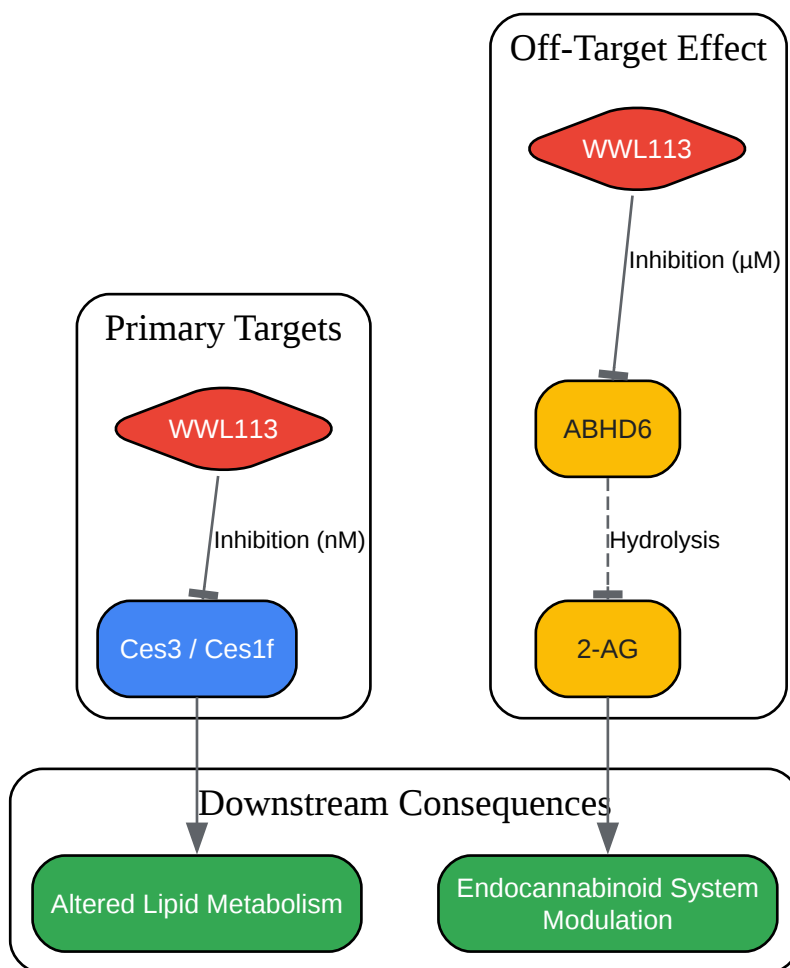 Off-Target Effect
WWL113
Inhibition (µM)
ABHD6
Hydrolysis
2-AG
Primary Targets
WWL113
Inhibition (nM)
Ces3 / Ces1f
Downstream Consequences
Altered Lipid Metabolism
Endocannabinoid System
Modulation